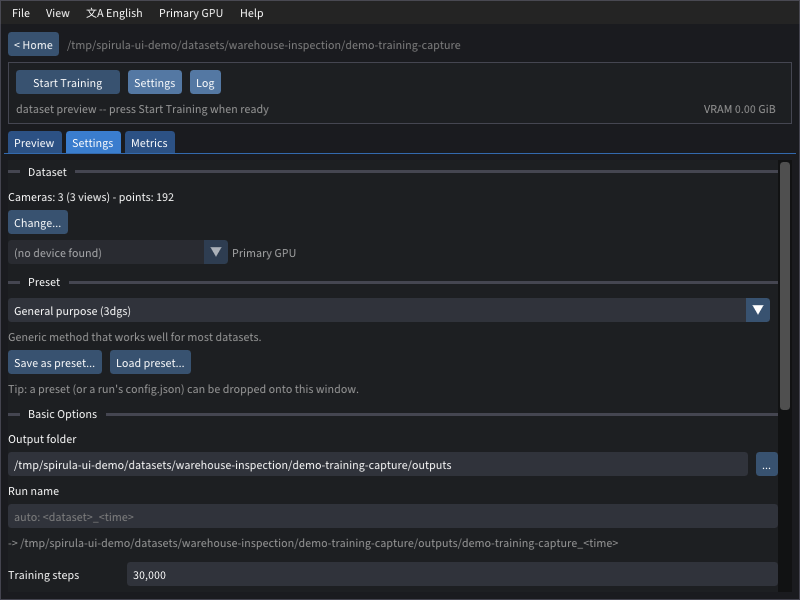 File View 文A English Primary GPU Help
< Home /tmp/spirula-ui-demo/datasets/warehouse-inspection/demo-training-capture
Start Training Settings Log
dataset preview -- press Start Training when ready VRAM 0.00 GiB
Preview Settings Metrics
Dataset
Cameras: 3 (3 views) - points: 192
Change...
(no device found) Primary GPU
Preset
General purpose (3dgs)
Generic method that works well for most datasets.
Save as preset... Load preset...
Tip: a preset (or a run's config.json) can be dropped onto this window.
Basic Options
Output folder
/tmp/spirula-ui-demo/datasets/warehouse-inspection/demo-training-capture/outputs ...
Run name
auto: <dataset>_<time>
-> /tmp/spirula-ui-demo/datasets/warehouse-inspection/demo-training-capture/outputs/demo-training-capture_<time>
Training steps 30,000